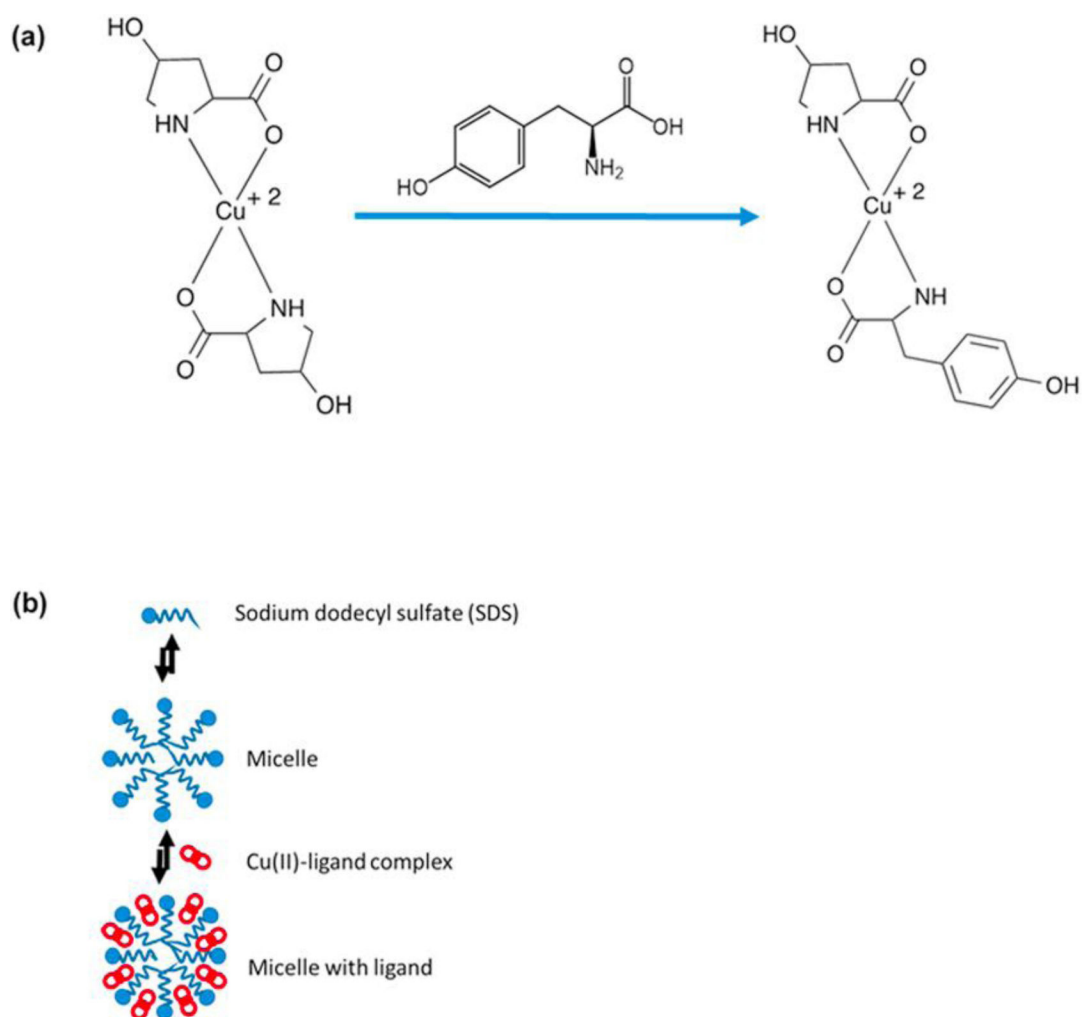 (a)
HO
O
HN
O
Cu+ 2
O
NH
O
OH
O
OH
NH2
HO
HO
O
HN
O
Cu+ 2
O
NH
O
OH
(b)
Sodium dodecyl sulfate (SDS)
Micelle
Cu(II)-ligand complex
Micelle with ligand